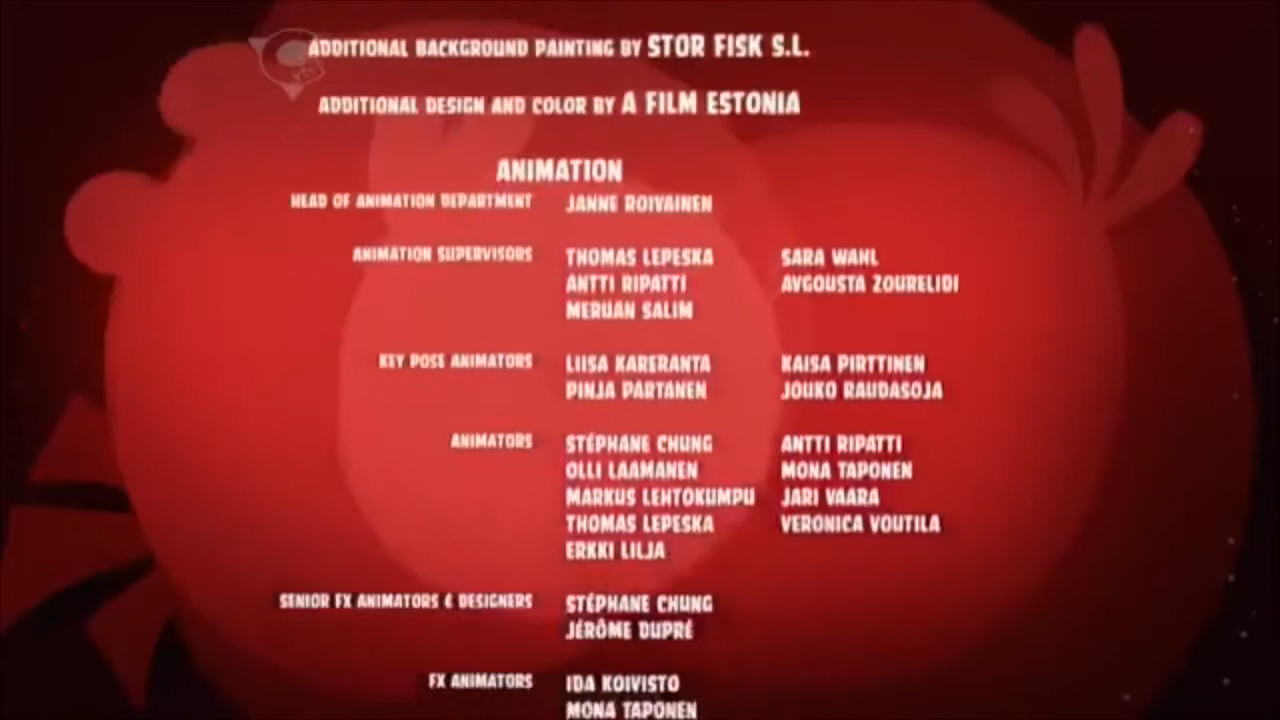 ADDITIONAL BACKGROUND PAINTING BY STOR FISK S.L.
ADDITIONAL DESIGN AND COLOR BY A FILM ESTONIA
ANIMATION
HEAD OF ANIMATION DEPARTMENT JANNE ROIVAINEN
ANIMATION SUPERVISORS THOMAS LEPESKA SARA WAHL
ANTTI RIPATTI AVGOUSTA ZOURELIDI
MERUAN SALIM
KEY POSE ANIMATORS LIISA KARERANTA KAISA PIRTTINEN
PINJA PARTANEN JOUKO RAUDASOJA
ANIMATORS STÉPHANE CHUNG ANTTI RIPATTI
OLLI LAAMANEN MONA TAPONEN
MARKUS LEHTOKUMPU JARI VAARA
THOMAS LEPESKA VERONICA VOUTILA
ERKKI LILJA
SENIOR FX ANIMATORS & DESIGNERS STÉPHANE CHUNG
JÉRÔME DUPRÉ
FX ANIMATORS IDA KOIVISTO
MONA TAPONEN